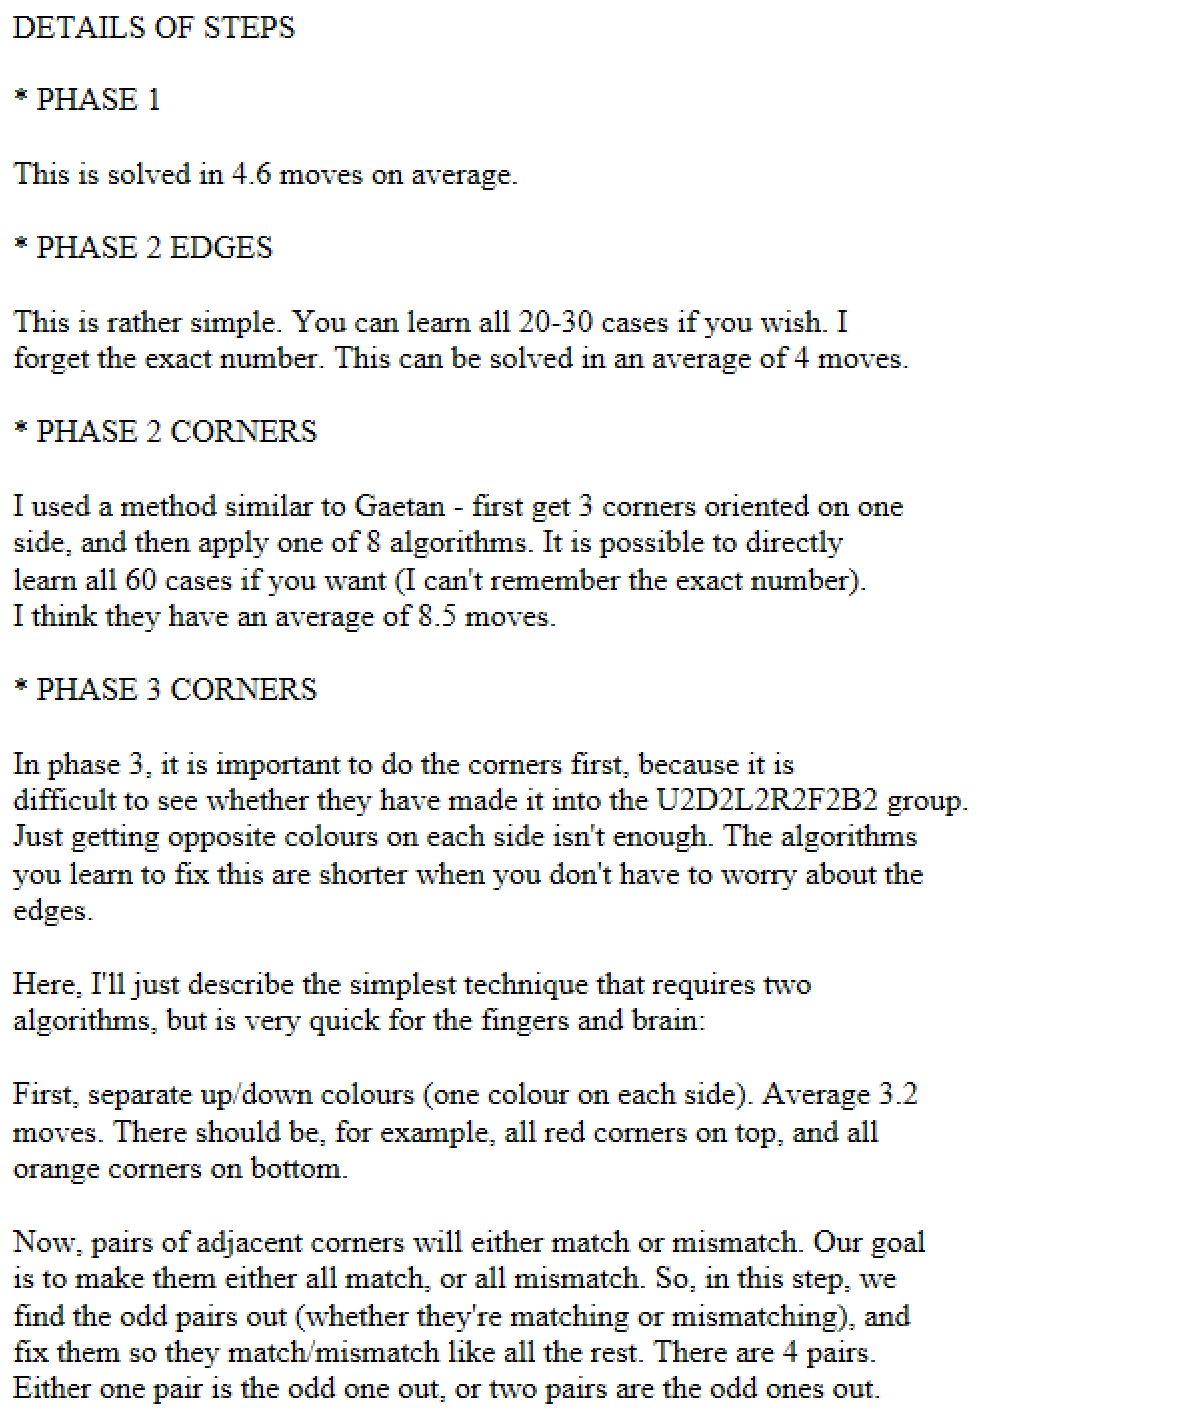 DETAILS OF STEPS
* PHASE 1
This is solved in 4.6 moves on average.
* PHASE 2 EDGES
This is rather simple. You can learn all 20-30 cases if you wish. I
forget the exact number. This can be solved in an average of 4 moves.
* PHASE 2 CORNERS
I used a method similar to Gaetan - first get 3 corners oriented on one
side, and then apply one of 8 algorithms. It is possible to directly
learn all 60 cases if you want (I can't remember the exact number).
I think they have an average of 8.5 moves.
* PHASE 3 CORNERS
In phase 3, it is important to do the corners first, because it is
difficult to see whether they have made it into the U2D2L2R2F2B2 group.
Just getting opposite colours on each side isn't enough. The algorithms
you learn to fix this are shorter when you don't have to worry about the
edges.
Here, I'll just describe the simplest technique that requires two
algorithms, but is very quick for the fingers and brain:
First, separate up/down colours (one colour on each side). Average 3.2
moves. There should be, for example, all red corners on top, and all
orange corners on bottom.
Now, pairs of adjacent corners will either match or mismatch. Our goal
is to make them either all match, or all mismatch. So, in this step, we
find the odd pairs out (whether they're matching or mismatching), and
fix them so they match/mismatch like all the rest. There are 4 pairs.
Either one pair is the odd one out, or two pairs are the odd ones out.